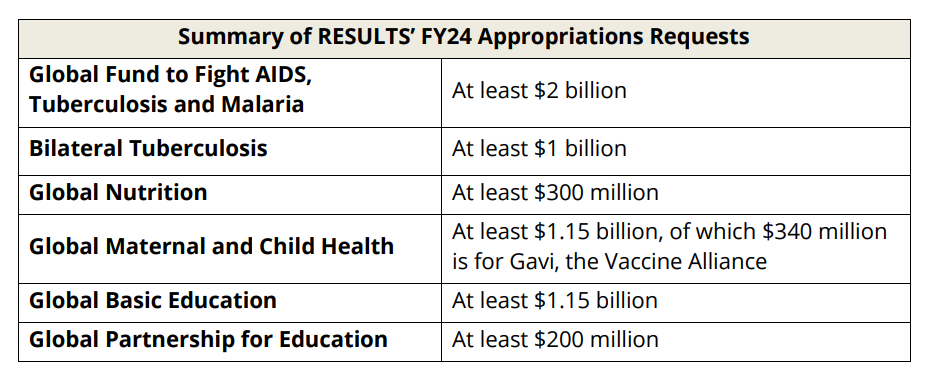 Summary of RESULTS’ FY24 Appropriations Requests
Global Fund to Fight AIDS,
Tuberculosis and Malaria
At least $2 billion
Bilateral Tuberculosis
At least $1 billion
Global Nutrition
At least $300 million
Global Maternal and Child Health
At least $1.15 billion, of which $340 million
is for Gavi, the Vaccine Alliance
Global Basic Education
At least $1.15 billion
Global Partnership for Education
At least $200 million